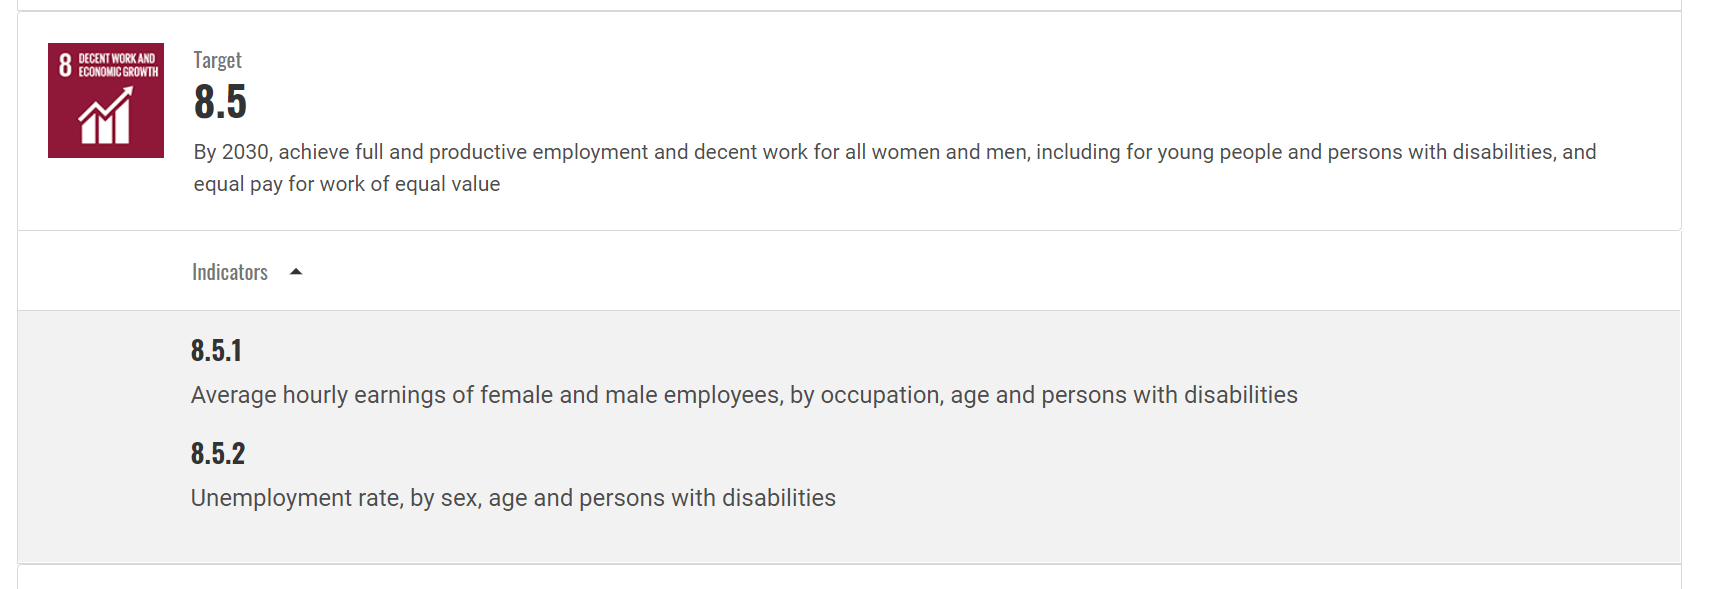 8 DECENT WORK AND
ECONOMIC GROWTH
Target
8.5
By 2030, achieve full and productive employment and decent work for all women and men, including for young people and persons with disabilities, and
equal pay for work of equal value
Indicators
8.5.1
Average hourly earnings of female and male employees, by occupation, age and persons with disabilities
8.5.2
Unemployment rate, by sex, age and persons with disabilities